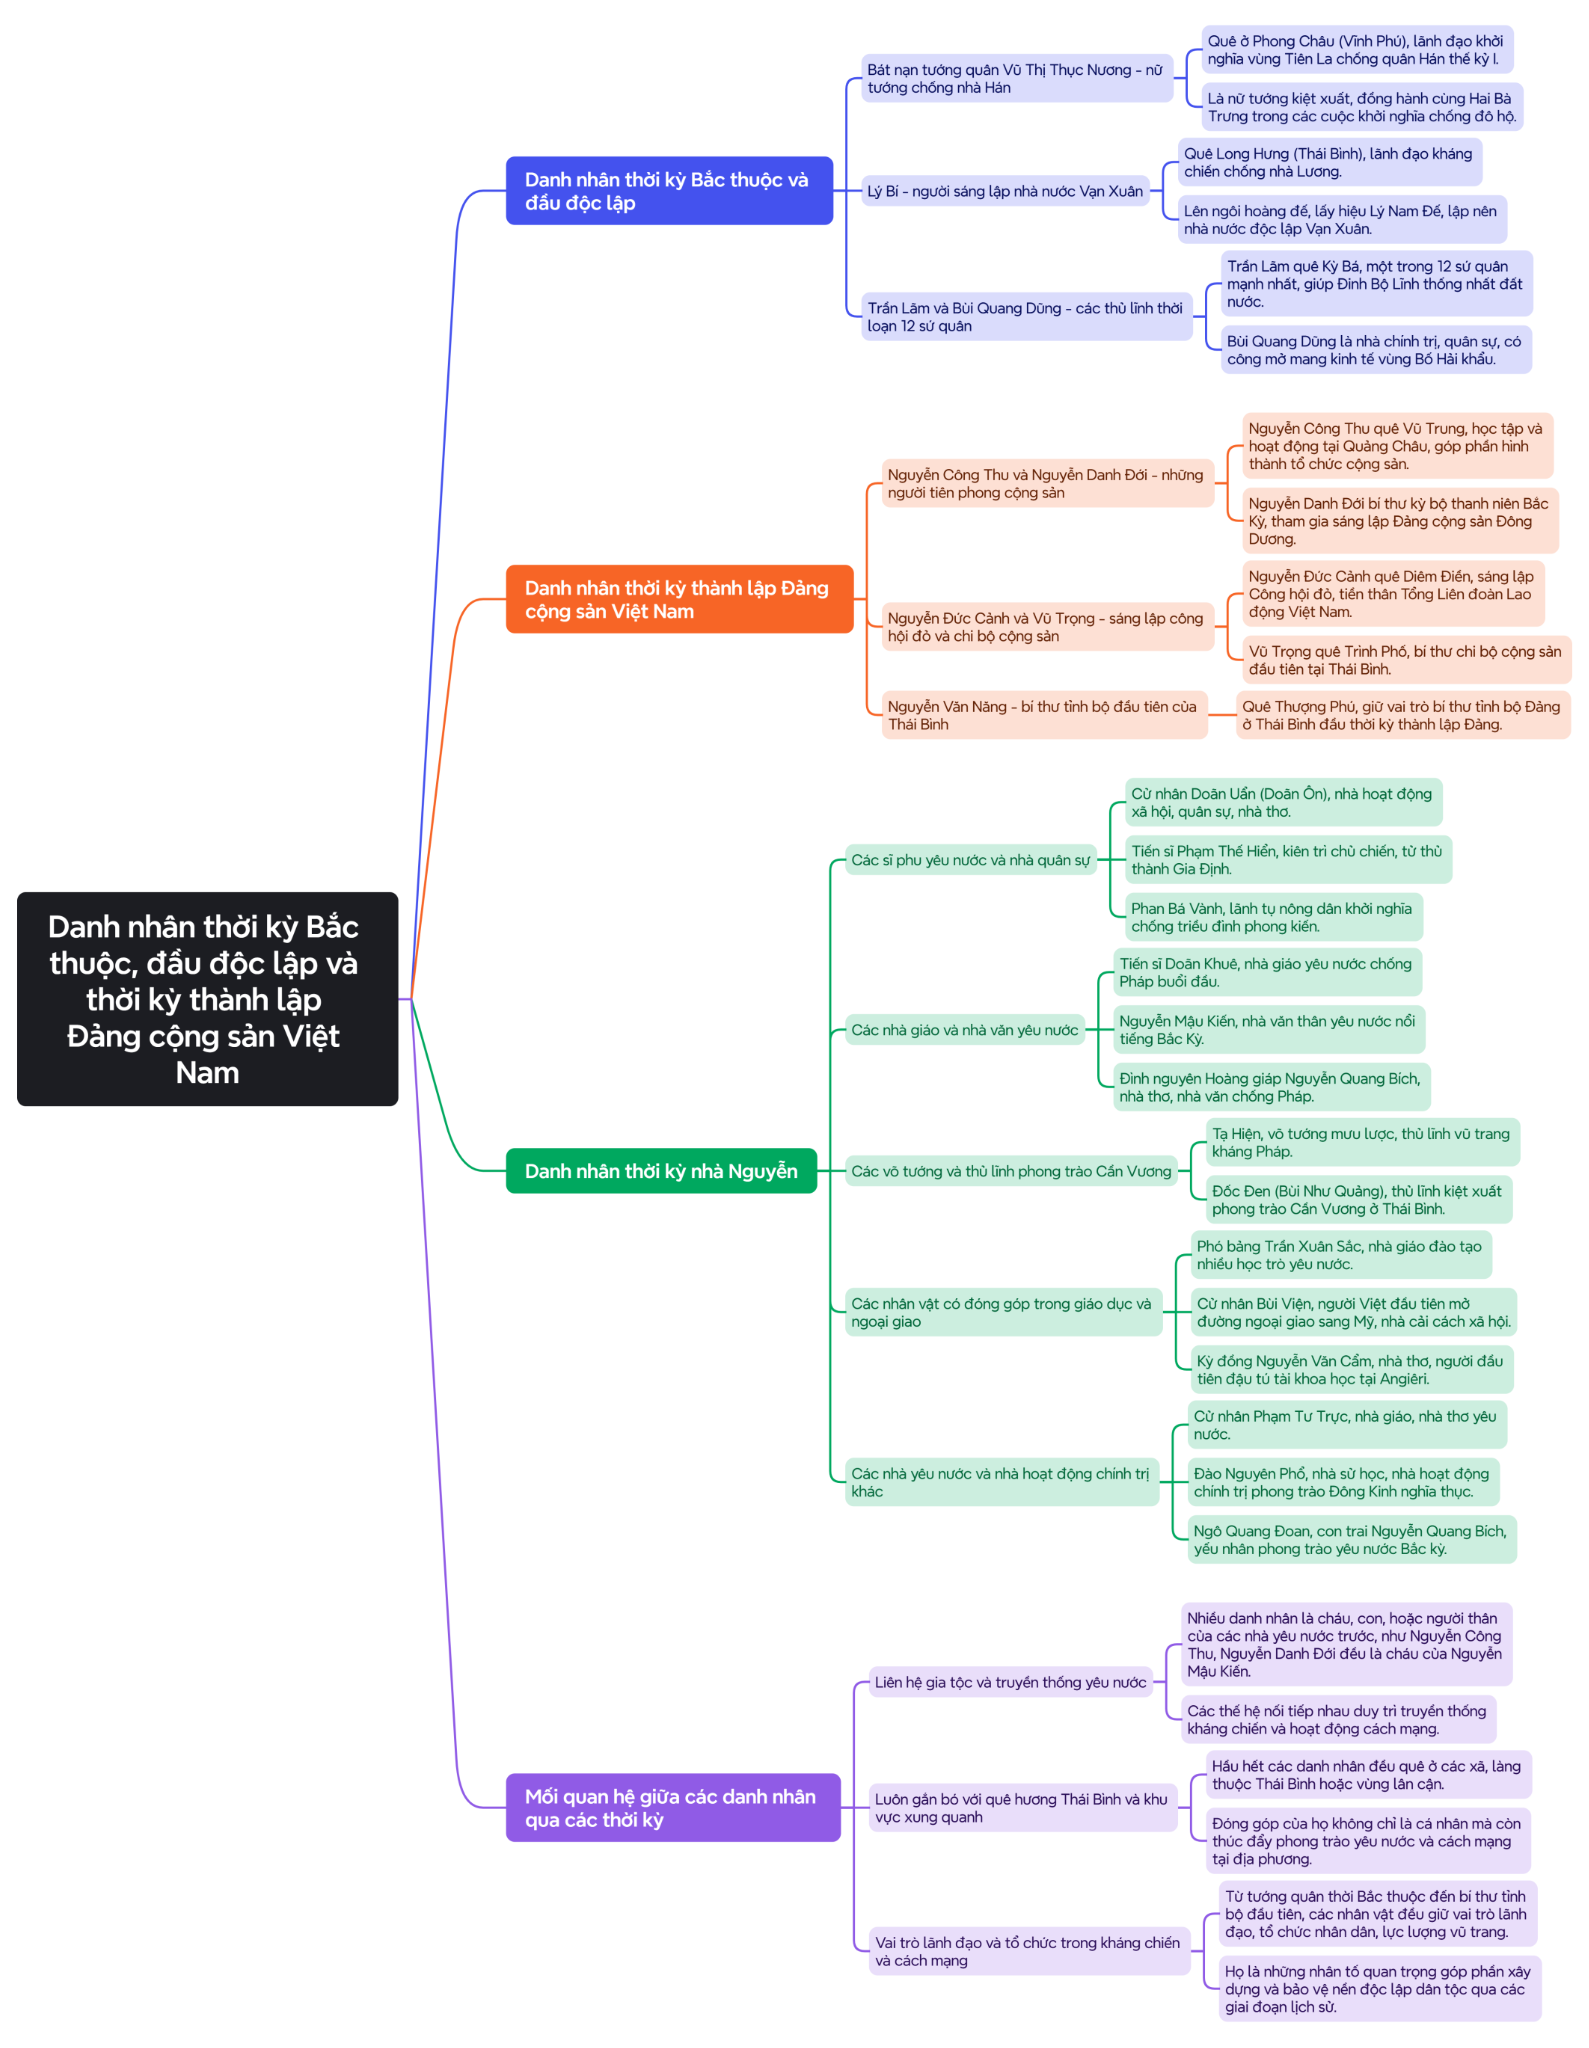 Danh nhân thời kỳ Bắc
thuộc, đầu độc lập và
thời kỳ thành lập
Đảng cộng sản Việt
Nam
Danh nhân thời kỳ Bắc thuộc và
đầu độc lập
Bát nạn tướng quân Vũ Thị Thục Nương - nữ
tướng chống nhà Hán
Quê ở Phong Châu (Vĩnh Phú), lãnh đạo khởi
nghĩa vùng Tiên La chống quân Hán thế kỷ I.
Là nữ tướng kiệt xuất, đồng hành cùng Hai Bà
Trưng trong các cuộc khởi nghĩa chống đô hộ.
Lý Bí - người sáng lập nhà nước Vạn Xuân
Quê Long Hưng (Thái Bình), lãnh đạo kháng
chiến chống nhà Lương.
Lên ngôi hoàng đế, lấy hiệu Lý Nam Đế, lập nên
nhà nước độc lập Vạn Xuân.
Trần Lãm và Bùi Quang Dũng - các thủ lĩnh thời
loạn 12 sứ quân
Trần Lãm quê Kỳ Bá, một trong 12 sứ quân
mạnh nhất, giúp Đinh Bộ Lĩnh thống nhất đất
nước.
Bùi Quang Dũng là nhà chính trị, quân sự, có
công mở mang kinh tế vùng Bố Hải khẩu.
Danh nhân thời kỳ thành lập Đảng
cộng sản Việt Nam
Nguyễn Công Thu và Nguyễn Danh Đới - những
người tiên phong cộng sản
Nguyễn Công Thu quê Vũ Trung, học tập và
hoạt động tại Quảng Châu, góp phần hình
thành tổ chức cộng sản.
Nguyễn Danh Đới bí thư kỳ bộ thanh niên Bắc
Kỳ, tham gia sáng lập Đảng cộng sản Đông
Dương.
Nguyễn Đức Cảnh và Vũ Trọng - sáng lập công
hội đỏ và chi bộ cộng sản
Nguyễn Đức Cảnh quê Diêm Điền, sáng lập
Công hội đỏ, tiền thân Tổng Liên đoàn Lao
động Việt Nam.
Vũ Trọng quê Trình Phố, bí thư chi bộ cộng sản
đầu tiên tại Thái Bình.
Nguyễn Văn Năng - bí thư tỉnh bộ đầu tiên của
Thái Bình
Quê Thượng Phú, giữ vai trò bí thư tỉnh bộ Đảng
ở Thái Bình đầu thời kỳ thành lập Đảng.
Danh nhân thời kỳ nhà Nguyễn
Các sĩ phu yêu nước và nhà quân sự
Cử nhân Doãn Uẩn (Doãn Ôn), nhà hoạt động
xã hội, quân sự, nhà thơ.
Tiến sĩ Phạm Thế Hiển, kiên trì chủ chiến, tử thủ
thành Gia Định.
Phan Bá Vành, lãnh tụ nông dân khởi nghĩa
chống triều đình phong kiến.
Các nhà giáo và nhà văn yêu nước
Tiến sĩ Doãn Khuê, nhà giáo yêu nước chống
Pháp buổi đầu.
Nguyễn Mậu Kiến, nhà văn thân yêu nước nổi
tiếng Bắc Kỳ.
Đình nguyên Hoàng giáp Nguyễn Quang Bích,
nhà thơ, nhà văn chống Pháp.
Các võ tướng và thủ lĩnh phong trào Cần Vương
Tạ Hiện, võ tướng mưu lược, thủ lĩnh vũ trang
kháng Pháp.
Đốc Đen (Bùi Như Quảng), thủ lĩnh kiệt xuất
phong trào Cần Vương ở Thái Bình.
Các nhân vật có đóng góp trong giáo dục và
ngoại giao
Phó bảng Trần Xuân Sắc, nhà giáo đào tạo
nhiều học trò yêu nước.
Cử nhân Bùi Viện, người Việt đầu tiên mở
đường ngoại giao sang Mỹ, nhà cải cách xã hội.
Kỳ đồng Nguyễn Văn Cẩm, nhà thơ, người đầu
tiên đậu tú tài khoa học tại Angiêri.
Các nhà yêu nước và nhà hoạt động chính trị
khác
Cử nhân Phạm Tư Trực, nhà giáo, nhà thơ yêu
nước.
Đào Nguyên Phổ, nhà sử học, nhà hoạt động
chính trị phong trào Đông Kinh nghĩa thục.
Ngô Quang Đoan, con trai Nguyễn Quang Bích,
yếu nhân phong trào yêu nước Bắc kỳ.
Mối quan hệ giữa các danh nhân
qua các thời kỳ
Liên hệ gia tộc và truyền thống yêu nước
Nhiều danh nhân là cháu, con, hoặc người thân
của các nhà yêu nước trước, như Nguyễn Công
Thu, Nguyễn Danh Đới đều là cháu của Nguyễn
Mậu Kiến.
Các thế hệ nối tiếp nhau duy trì truyền thống
kháng chiến và hoạt động cách mạng.
Luôn gắn bó với quê hương Thái Bình và khu
vực xung quanh
Hầu hết các danh nhân đều quê ở các xã, làng
thuộc Thái Bình hoặc vùng lân cận.
Đóng góp của họ không chỉ là cá nhân mà còn
thúc đẩy phong trào yêu nước và cách mạng
tại địa phương.
Vai trò lãnh đạo và tổ chức trong kháng chiến
và cách mạng
Từ tướng quân thời Bắc thuộc đến bí thư tỉnh
bộ đầu tiên, các nhân vật đều giữ vai trò lãnh
đạo, tổ chức nhân dân, lực lượng vũ trang.
Họ là những nhân tố quan trọng góp phần xây
dựng và bảo vệ nền độc lập dân tộc qua các
giai đoạn lịch sử.